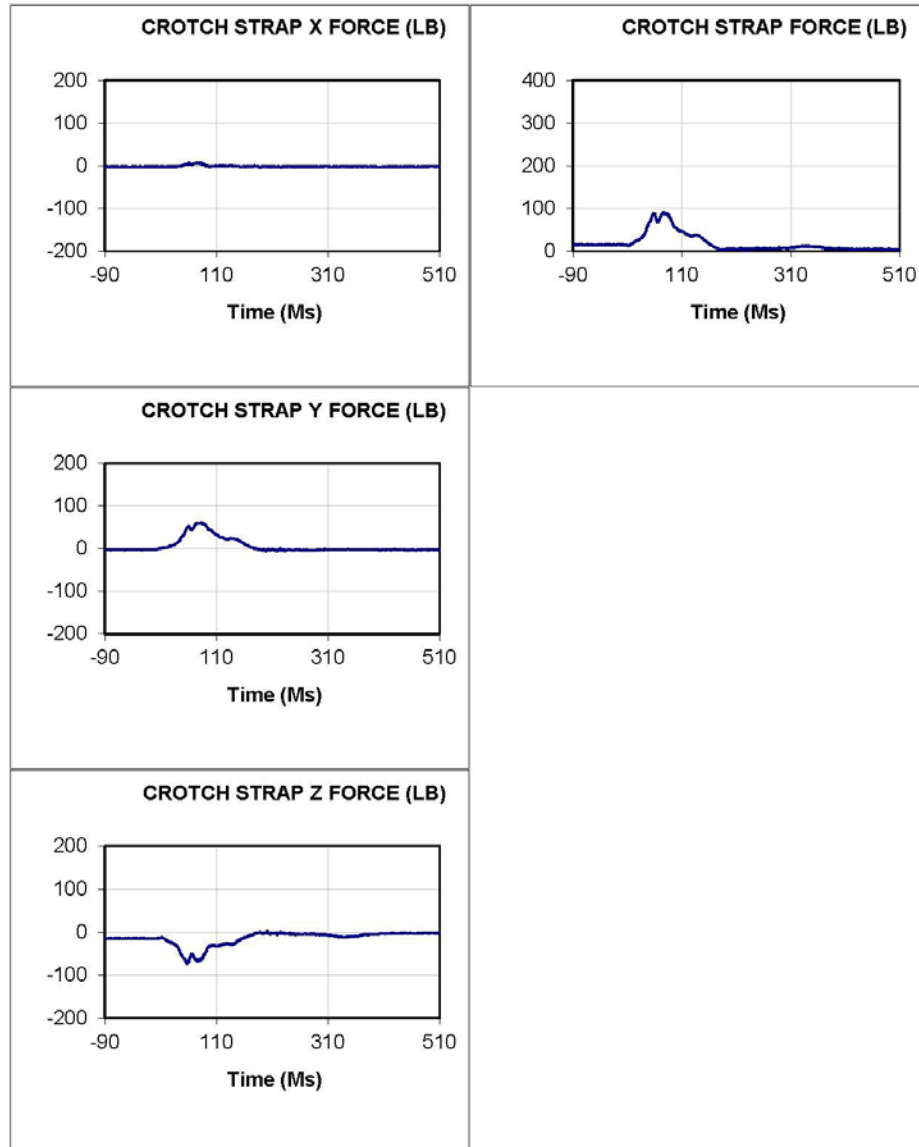 CROTCH STRAP X FORCE (LB)
200
100
0
-100
-200
-90 110 310 510
Time (Ms)
CROTCH STRAP FORCE (LB)
400
300
200
100
0
-90 110 310 510
Time (Ms)
CROTCH STRAP Y FORCE (LB)
200
100
0
-100
-200
-90 110 310 510
Time (Ms)
CROTCH STRAP Z FORCE (LB)
200
100
0
-100
-200
-90 110 310 510
Time (Ms)